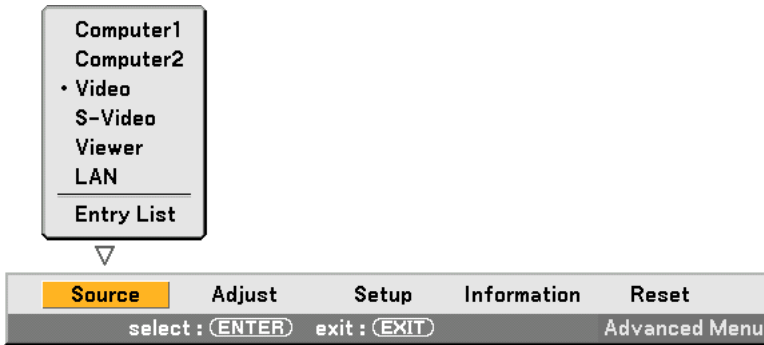 Computer1
Computer2
• Video
S-Video
Viewer
LAN
Entry List
Source Adjust Setup Information Reset
select : ENTER exit : EXIT Advanced Menu